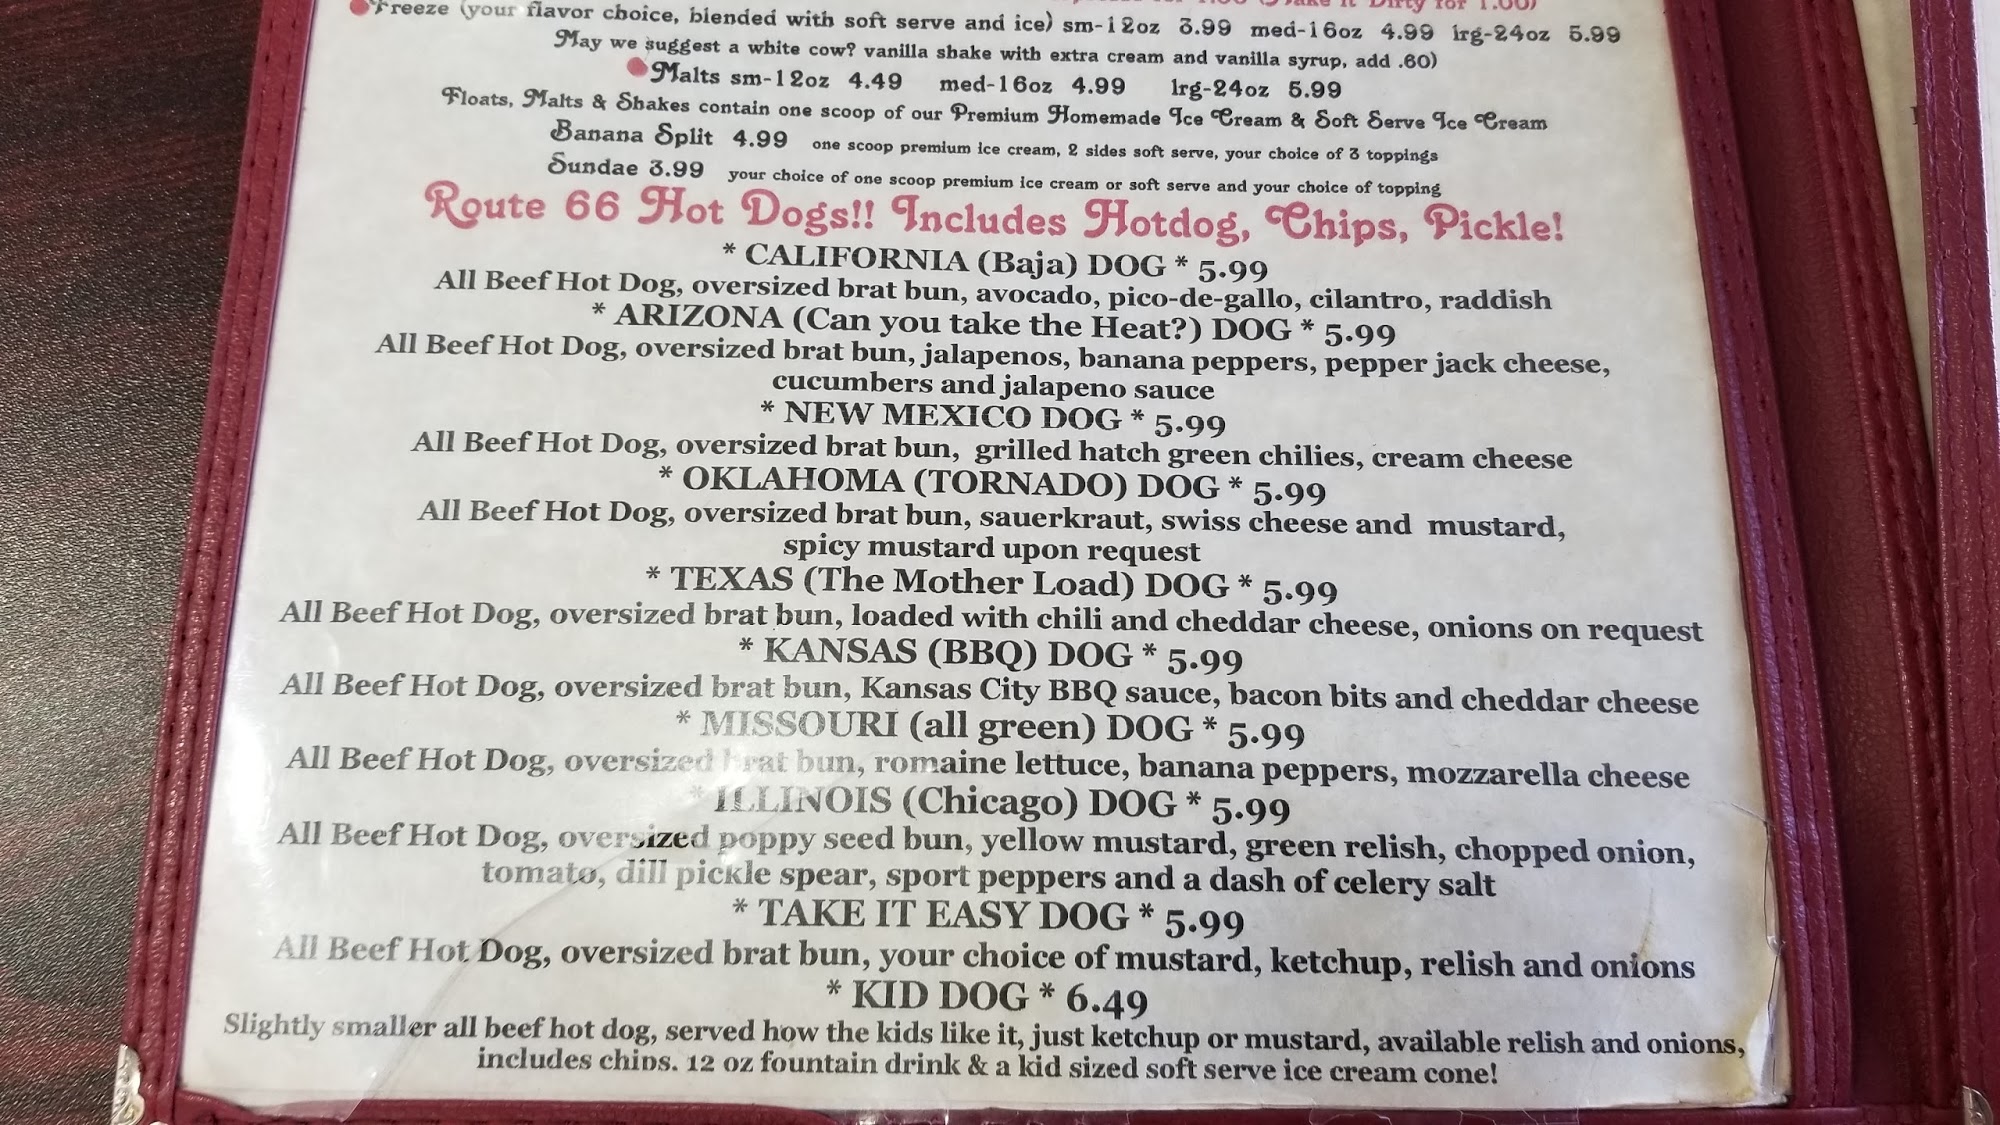 Make it Dirty for 1.00)
Freeze (your flavor choice, blended with soft serve and ice) sm-12oz 3.99 med-16oz 4.99 lrg-24oz 5.99
May we suggest a white cow? vanilla shake with extra cream and vanilla syrup, add .60)
Malts sm-12oz 4.49 med-16oz 4.99 lrg-24oz 5.99
Floats, Malts & Shakes contain one scoop of our Premium Homemade Ice Cream & Soft Serve Ice Cream
Banana Split 4.99 one scoop premium ice cream, 2 sides soft serve, your choice of 3 toppings
Sundae 3.99 your choice of one scoop premium ice cream or soft serve and your choice of topping
Route 66 Hot Dogs!! Includes Hotdog, Chips, Pickle!
* CALIFORNIA (Baja) DOG * 5.99
All Beef Hot Dog, oversized brat bun, avocado, pico-de-gallo, cilantro, raddish
* ARIZONA (Can you take the Heat?) DOG * 5.99
All Beef Hot Dog, oversized brat bun, jalapenos, banana peppers, pepper jack cheese,
cucumbers and jalapeno sauce
* NEW MEXICO DOG * 5.99
All Beef Hot Dog, oversized brat bun, grilled hatch green chilies, cream cheese
* OKLAHOMA (TORNADO) DOG * 5.99
All Beef Hot Dog, oversized brat bun, sauerkraut, swiss cheese and mustard,
spicy mustard upon request
* TEXAS (The Mother Load) DOG * 5.99
All Beef Hot Dog, oversized brat bun, loaded with chili and cheddar cheese, onions on request
* KANSAS (BBQ) DOG * 5.99
All Beef Hot Dog, oversized brat bun, Kansas City BBQ sauce, bacon bits and cheddar cheese
* MISSOURI (all green) DOG * 5.99
All Beef Hot Dog, oversized brat bun, romaine lettuce, banana peppers, mozzarella cheese
* ILLINOIS (Chicago) DOG * 5.99
All Beef Hot Dog, oversized poppy seed bun, yellow mustard, green relish, chopped onion,
tomato, dill pickle spear, sport peppers and a dash of celery salt
* TAKE IT EASY DOG * 5.99
All Beef Hot Dog, oversized brat bun, your choice of mustard, ketchup, relish and onions
* KID DOG * 6.49
Slightly smaller all beef hot dog, served how the kids like it, just ketchup or mustard, available relish and onions,
includes chips. 12 oz fountain drink & a kid sized soft serve ice cream cone!